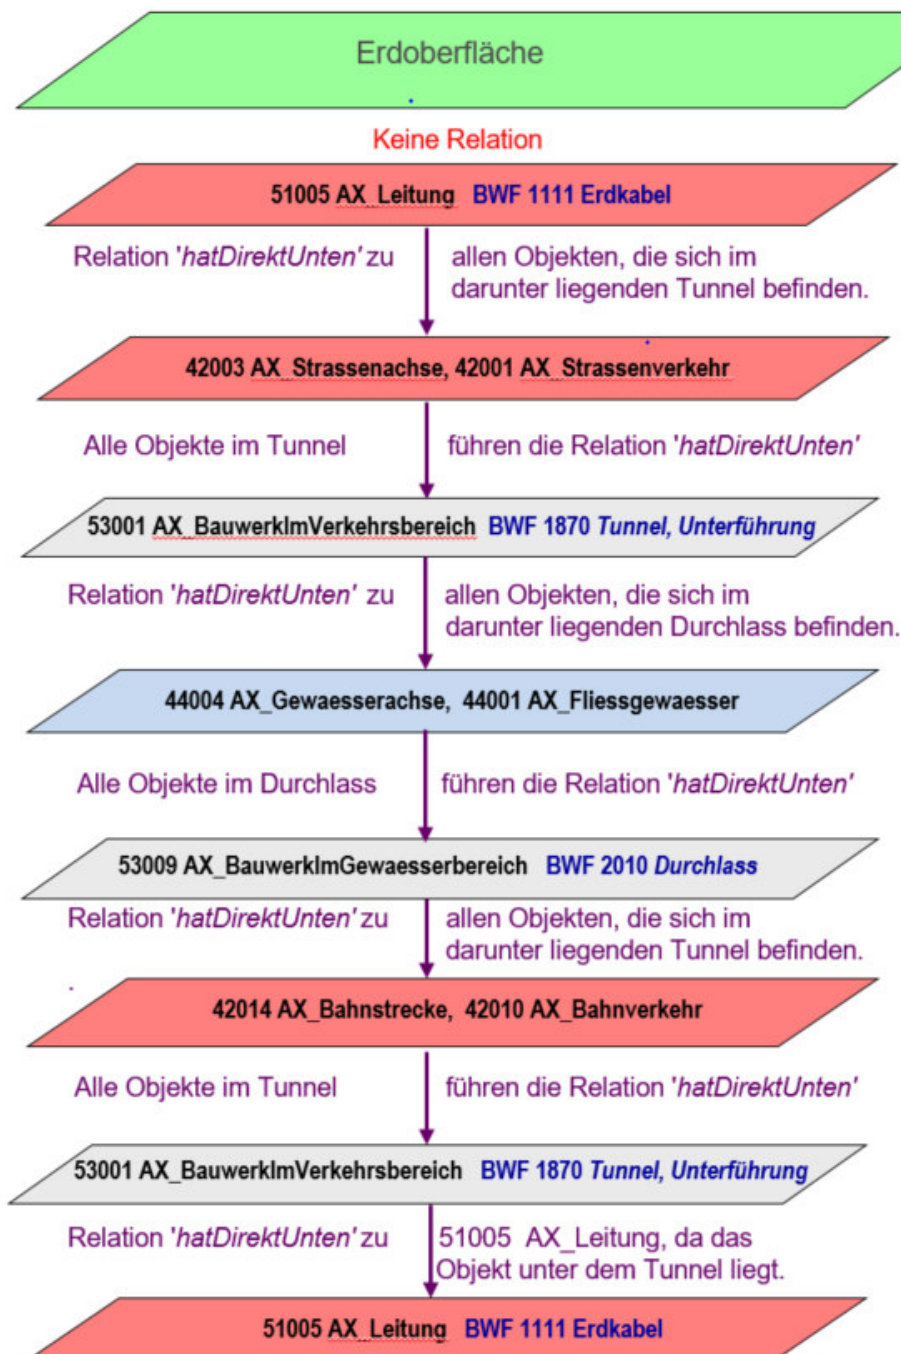 Erdoberfläche
Keine Relation
51005 AX_Leitung BWF 1111 Erdkabel
Relation 'hatDirektUnten' zu allen Objekten, die sich im
darunter liegenden Tunnel befinden.
42003 AX_Strassenachse, 42001 AX_Strassenverkehr
Alle Objekte im Tunnel führen die Relation 'hatDirektUnten'
53001 AX_BauwerkImVerkehrsbereich BWF 1870 Tunnel, Unterführung
Relation 'hatDirektUnten' zu allen Objekten, die sich im
darunter liegenden Durchlass befinden.
44004 AX_Gewaesserachse, 44001 AX_Fliessgewaesser
Alle Objekte im Durchlass führen die Relation 'hatDirektUnten'
53009 AX_BauwerkImGewaesserbereich BWF 2010 Durchlass
Relation 'hatDirektUnten' zu allen Objekten, die sich im
darunter liegenden Tunnel befinden.
42014 AX_Bahnstrecke, 42010 AX_Bahnverkehr
Alle Objekte im Tunnel führen die Relation 'hatDirektUnten'
53001 AX_BauwerkImVerkehrsbereich BWF 1870 Tunnel, Unterführung
Relation 'hatDirektUnten' zu 51005 AX_Leitung, da das
Objekt unter dem Tunnel liegt.
51005 AX_Leitung BWF 1111 Erdkabel